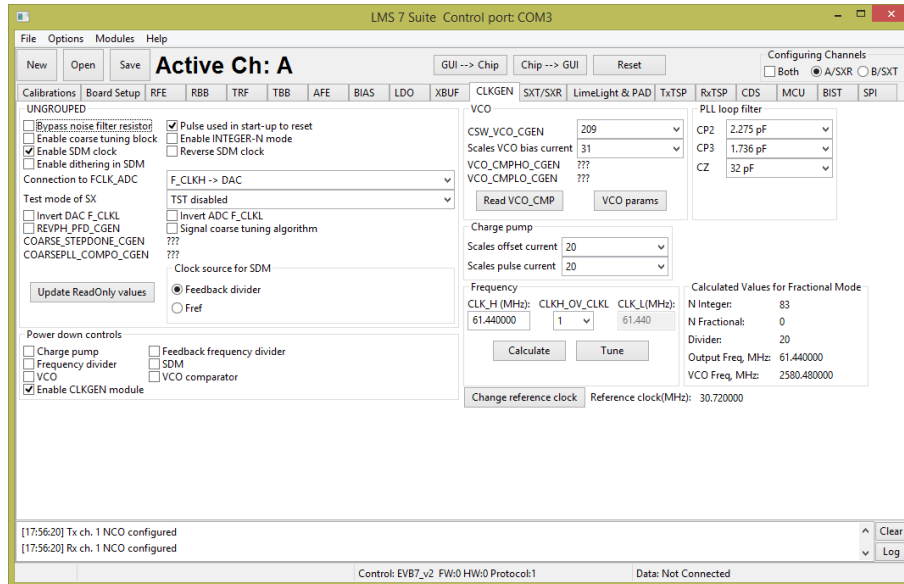 LMS 7 Suite Control port: COM3
File Options Modules Help
New Open Save Active Ch: A GUI --> Chip Chip --> GUI Reset Configuring Channels
Both A/SXR B/SXT
Calibrations Board Setup RFE RBB TRF TBB AFE BIAS LDO XBUF CLKGEN SXT/SXR LimeLight & PAD TxTSP RxTSP CDS MCU BIST SPI
UNGROUPED
Bypass noise filter resistor Pulse used in start-up to reset
Enable coarse tuning block Enable INTEGER-N mode
Enable SDM clock Reverse SDM clock
Enable dithering in SDM
Connection to FCLK_ADC F_CLKH -> DAC
Test mode of SX TST disabled
Invert DAC F_CLKL Invert ADC F_CLKL
REVPH_PFD_CGEN Signal coarse tuning algorithm
COARSE_STEPDONE_CGEN ???
COARSEPLL_COMPO_CGEN ???
Update ReadOnly values
Clock source for SDM
Feedback divider
Fref
Power down controls
Charge pump Feedback frequency divider
Frequency divider SDM
VCO VCO comparator
Enable CLKGEN module
VCO
CSW_VCO_CGEN 209
Scales VCO bias current 31
VCO_CMPHO_CGEN ???
VCO_CMPLO_CGEN ???
Read VCO_CMP VCO params
PLL loop filter
CP2 2.275 pF
CP3 1.736 pF
CZ 32 pF
Charge pump
Scales offset current 20
Scales pulse current 20
Frequency
CLK_H (MHz): CLKH_OV_CLKL CLK_L(MHz):
61.440000 1 61.440
Calculate Tune
Calculated Values for Fractional Mode
N Integer: 83
N Fractional: 0
Divider: 20
Output Freq, MHz: 61.440000
VCO Freq, MHz: 2580.480000
Change reference clock Reference clock(MHz): 30.720000
[17:56:20] Tx ch. 1 NCO configured
[17:56:20] Rx ch. 1 NCO configured
Clear
Log
Control: EVB7_v2 FW:0 HW:0 Protocol:1 Data: Not Connected